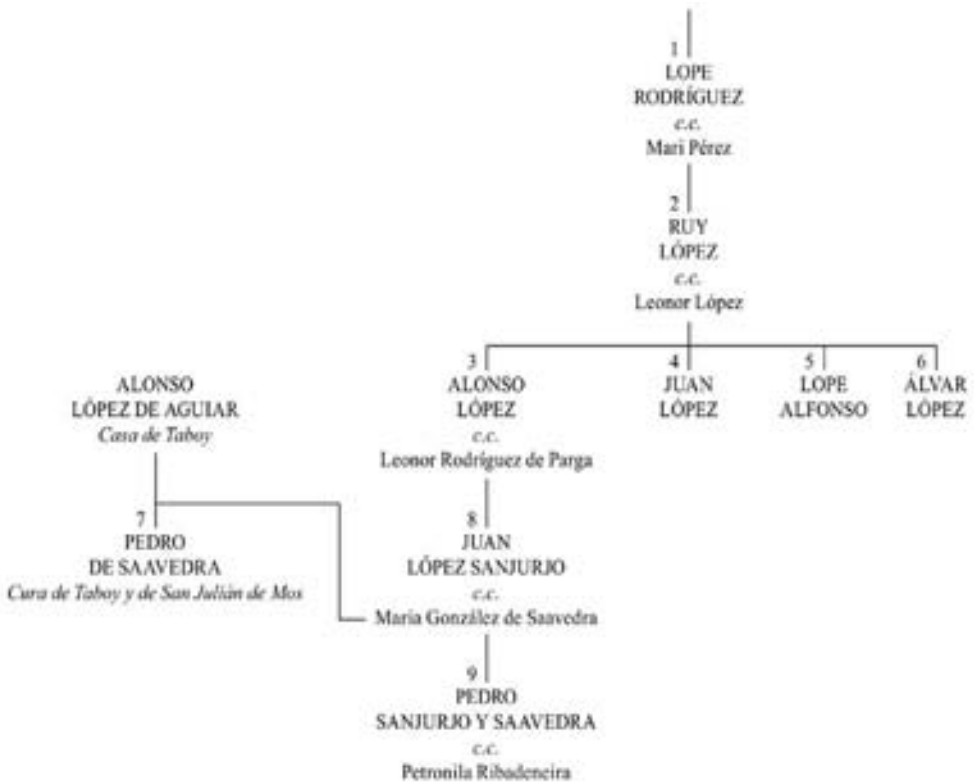 1
LOPE
RODRÍGUEZ
c.c.
Mari Pérez
2
RUY
LÓPEZ
c.c.
Leonor López
3
ALONSO
LÓPEZ
c.c.
Leonor Rodríguez de Parga
4
JUAN
LÓPEZ
5
LOPE
ALFONSO
6
ÁLVAR
LÓPEZ
ALONSO
LÓPEZ DE AGUIAR
Casa de Taboy
7
PEDRO
DE SAAVEDRA
Cura de Taboy y de San Julián de Mos
8
JUAN
LÓPEZ SANJURJO
c.c.
María González de Saavedra
9
PEDRO
SANJURJO Y SAAVEDRA
c.c.
Petronila Ribadeneira